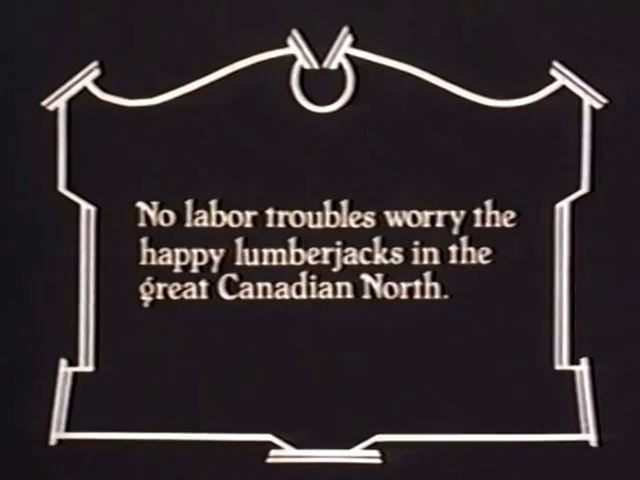 No labor troubles worry the
happy lumberjacks in the
great Canadian North.